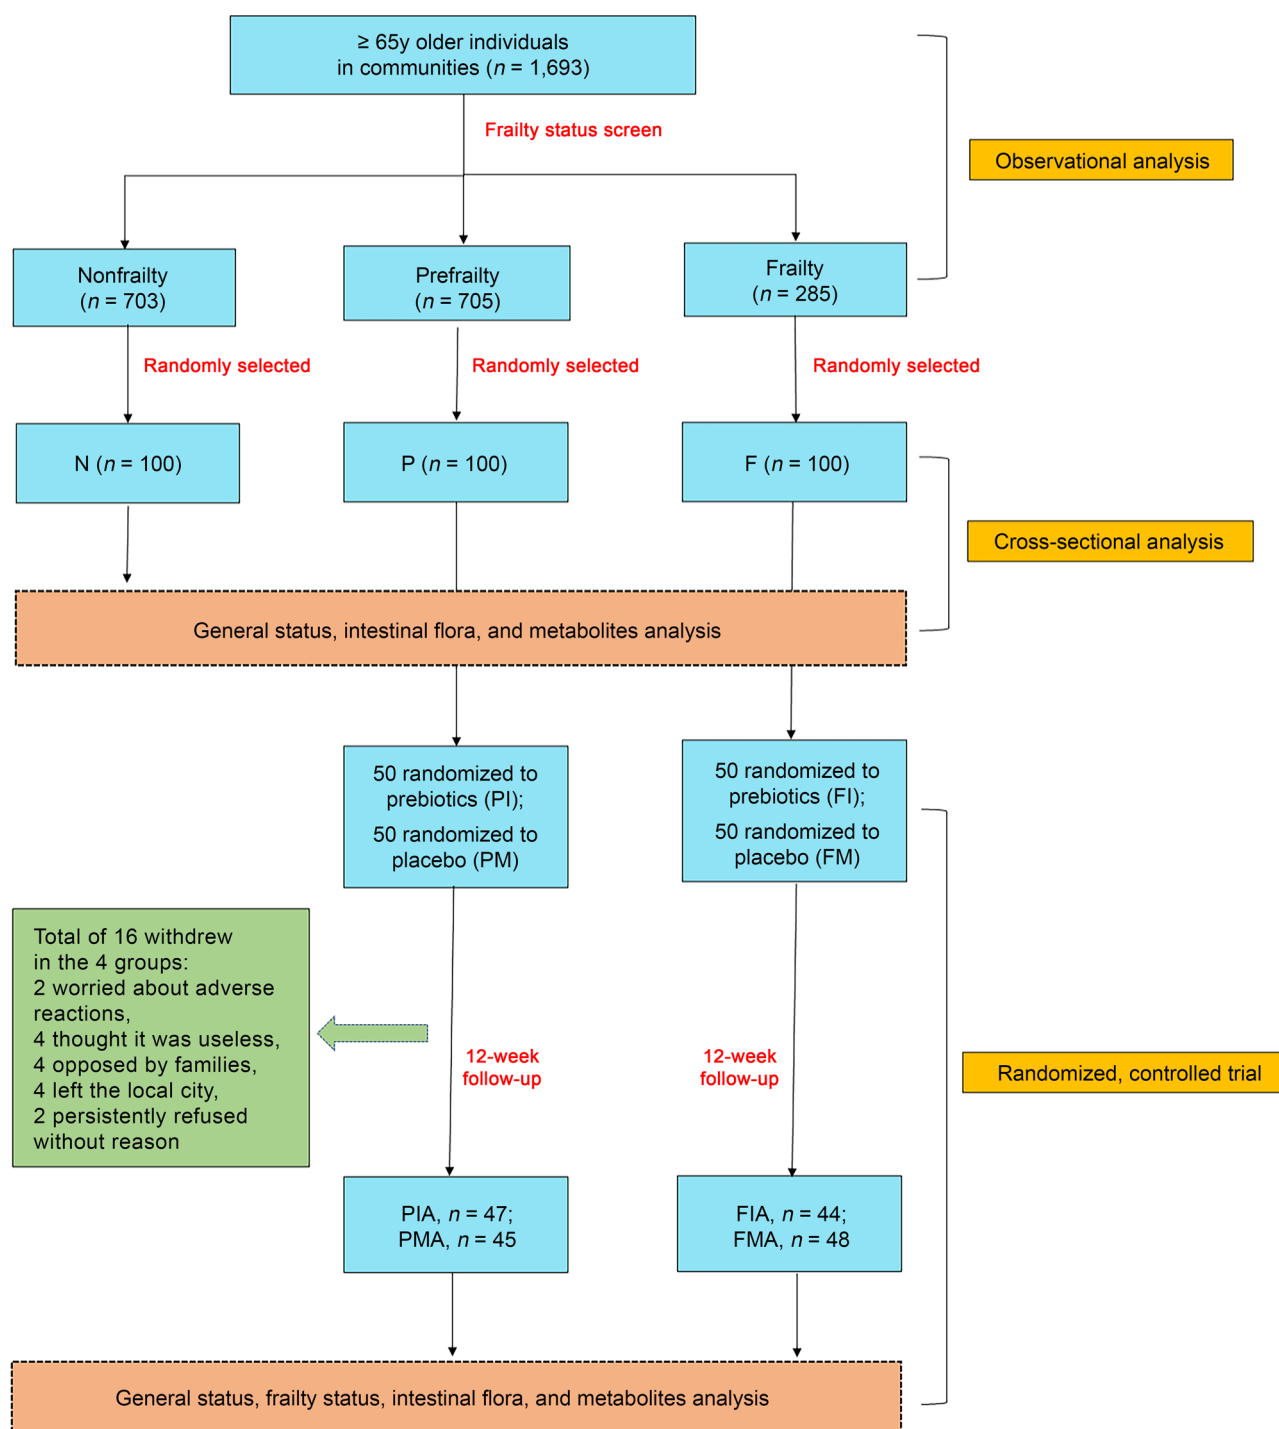 ≥ 65y older individuals
in communities (n = 1,693)
Frailty status screen
Observational analysis
Nonfrailty
(n = 703)
Prefrailty
(n = 705)
Frailty
(n = 285)
Randomly selected
Randomly selected
Randomly selected
N (n = 100)
P (n = 100)
F (n = 100)
Cross-sectional analysis
General status, intestinal flora, and metabolites analysis
50 randomized to
prebiotics (PI);
50 randomized to
placebo (PM)
50 randomized to
prebiotics (FI);
50 randomized to
placebo (FM)
Total of 16 withdrew
in the 4 groups:
2 worried about adverse
reactions,
4 thought it was useless,
4 opposed by families,
4 left the local city,
2 persistently refused
without reason
12-week
follow-up
12-week
follow-up
Randomized, controlled trial
PIA, n = 47;
PMA, n = 45
FIA, n = 44;
FMA, n = 48
General status, frailty status, intestinal flora, and metabolites analysis